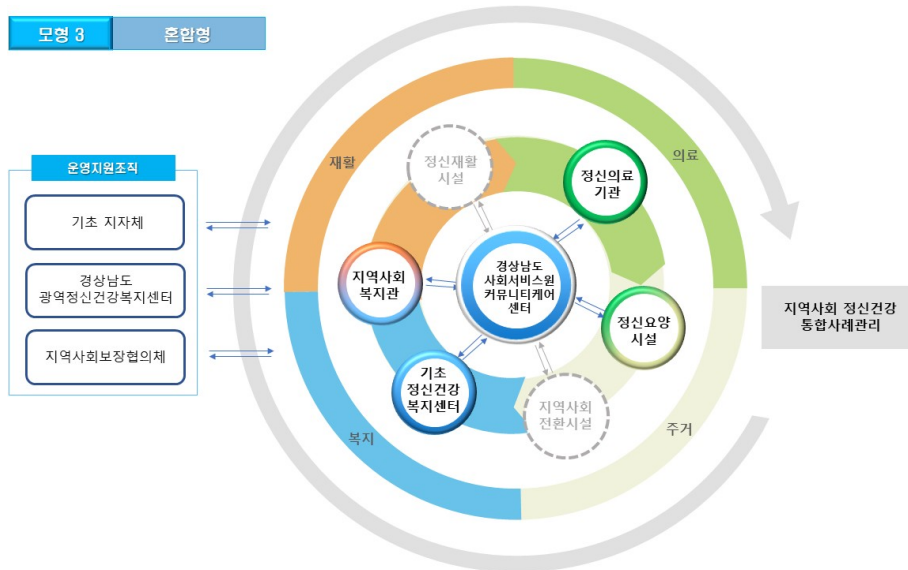 모형 3
혼합형
운영지원조직
기초 지자체
경상남도
광역정신건강복지센터
지역사회보장협의체
재활
의료
복지
주거
정신재활
시설
정신의료
기관
지역사회
복지관
경상남도
사회서비스원
커뮤니티케어
센터
정신요양
시설
기초
정신건강
복지센터
지역사회
전환시설
지역사회 정신건강
통합사례관리